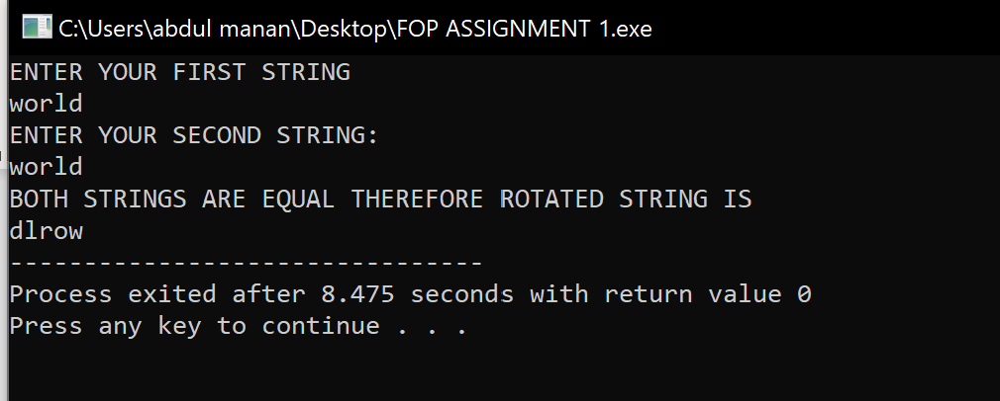 C:\Users\abdul manan\Desktop\FOP ASSIGNMENT 1.exe
ENTER YOUR FIRST STRING
world
ENTER YOUR SECOND STRING:
world
BOTH STRINGS ARE EQUAL THEREFORE ROTATED STRING IS
dlrow
--------------------------------
Process exited after 8.475 seconds with return value 0
Press any key to continue . . .